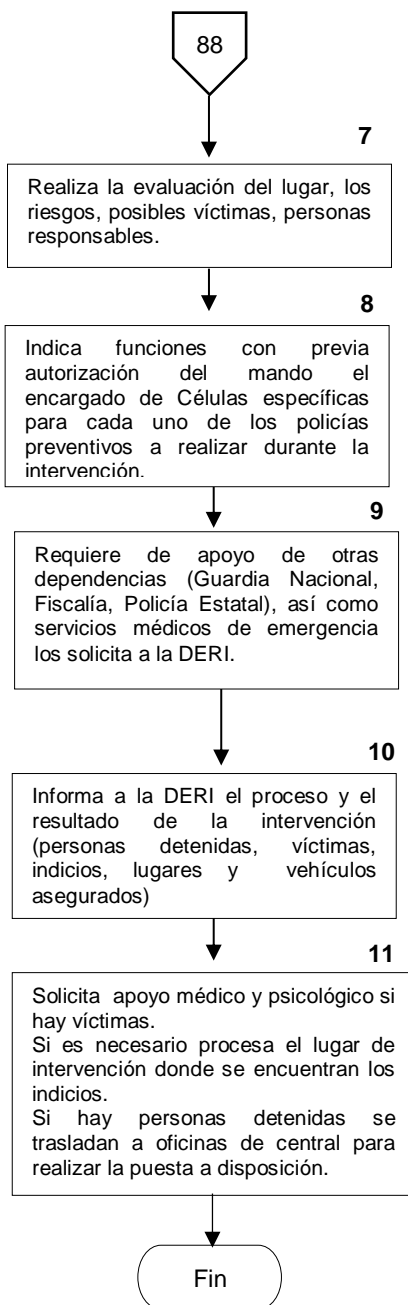 88
7
Realiza la evaluación del lugar, los
riesgos, posibles víctimas, personas
responsables.
8
Indica funciones con previa
autorización del mando el
encargado de Células específicas
para cada uno de los policías
preventivos a realizar durante la
intervención.
9
Requiere de apoyo de otras
dependencias (Guardia Nacional,
Fiscalía, Policía Estatal), así como
servicios médicos de emergencia
los solicita a la DERI.
10
Informa a la DERI el proceso y el
resultado de la intervención
(personas detenidas, víctimas,
indicios, lugares y vehículos
asegurados)
11
Solicita apoyo médico y psicológico si
hay víctimas.
Si es necesario procesa el lugar de
intervención donde se encuentran los
indicios.
Si hay personas detenidas se
trasladan a oficinas de central para
realizar la puesta a disposición.
Fin